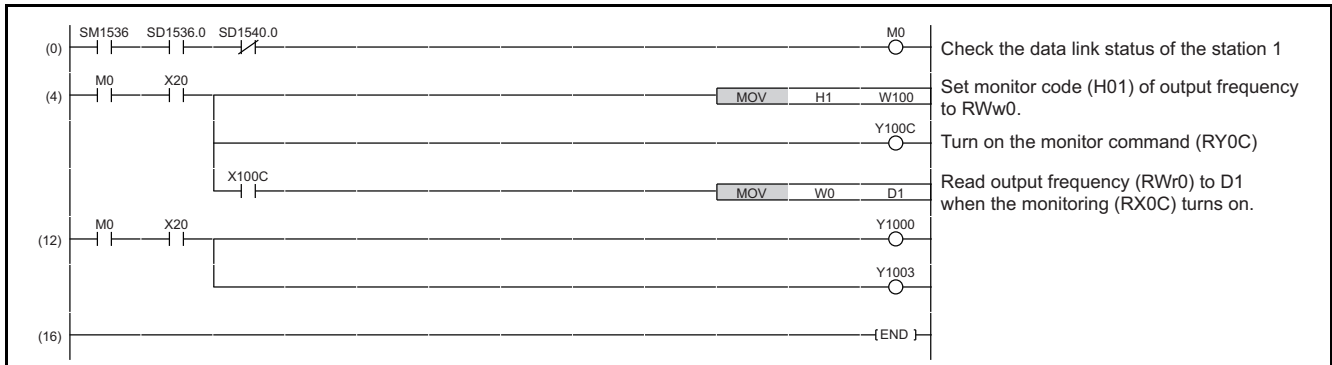 SM1536 SD1536.0 SD1540.0 M0
(0) Check the data link status of the station 1
M0 X20
(4) MOV H1 W100 Set monitor code (H01) of output frequency
to RWw0.
Y100C
Turn on the monitor command (RY0C)
X100C
MOV W0 D1 Read output frequency (RWr0) to D1
when the monitoring (RX0C) turns on.
M0 X20 Y1000
(12)
Y1003
(16) END